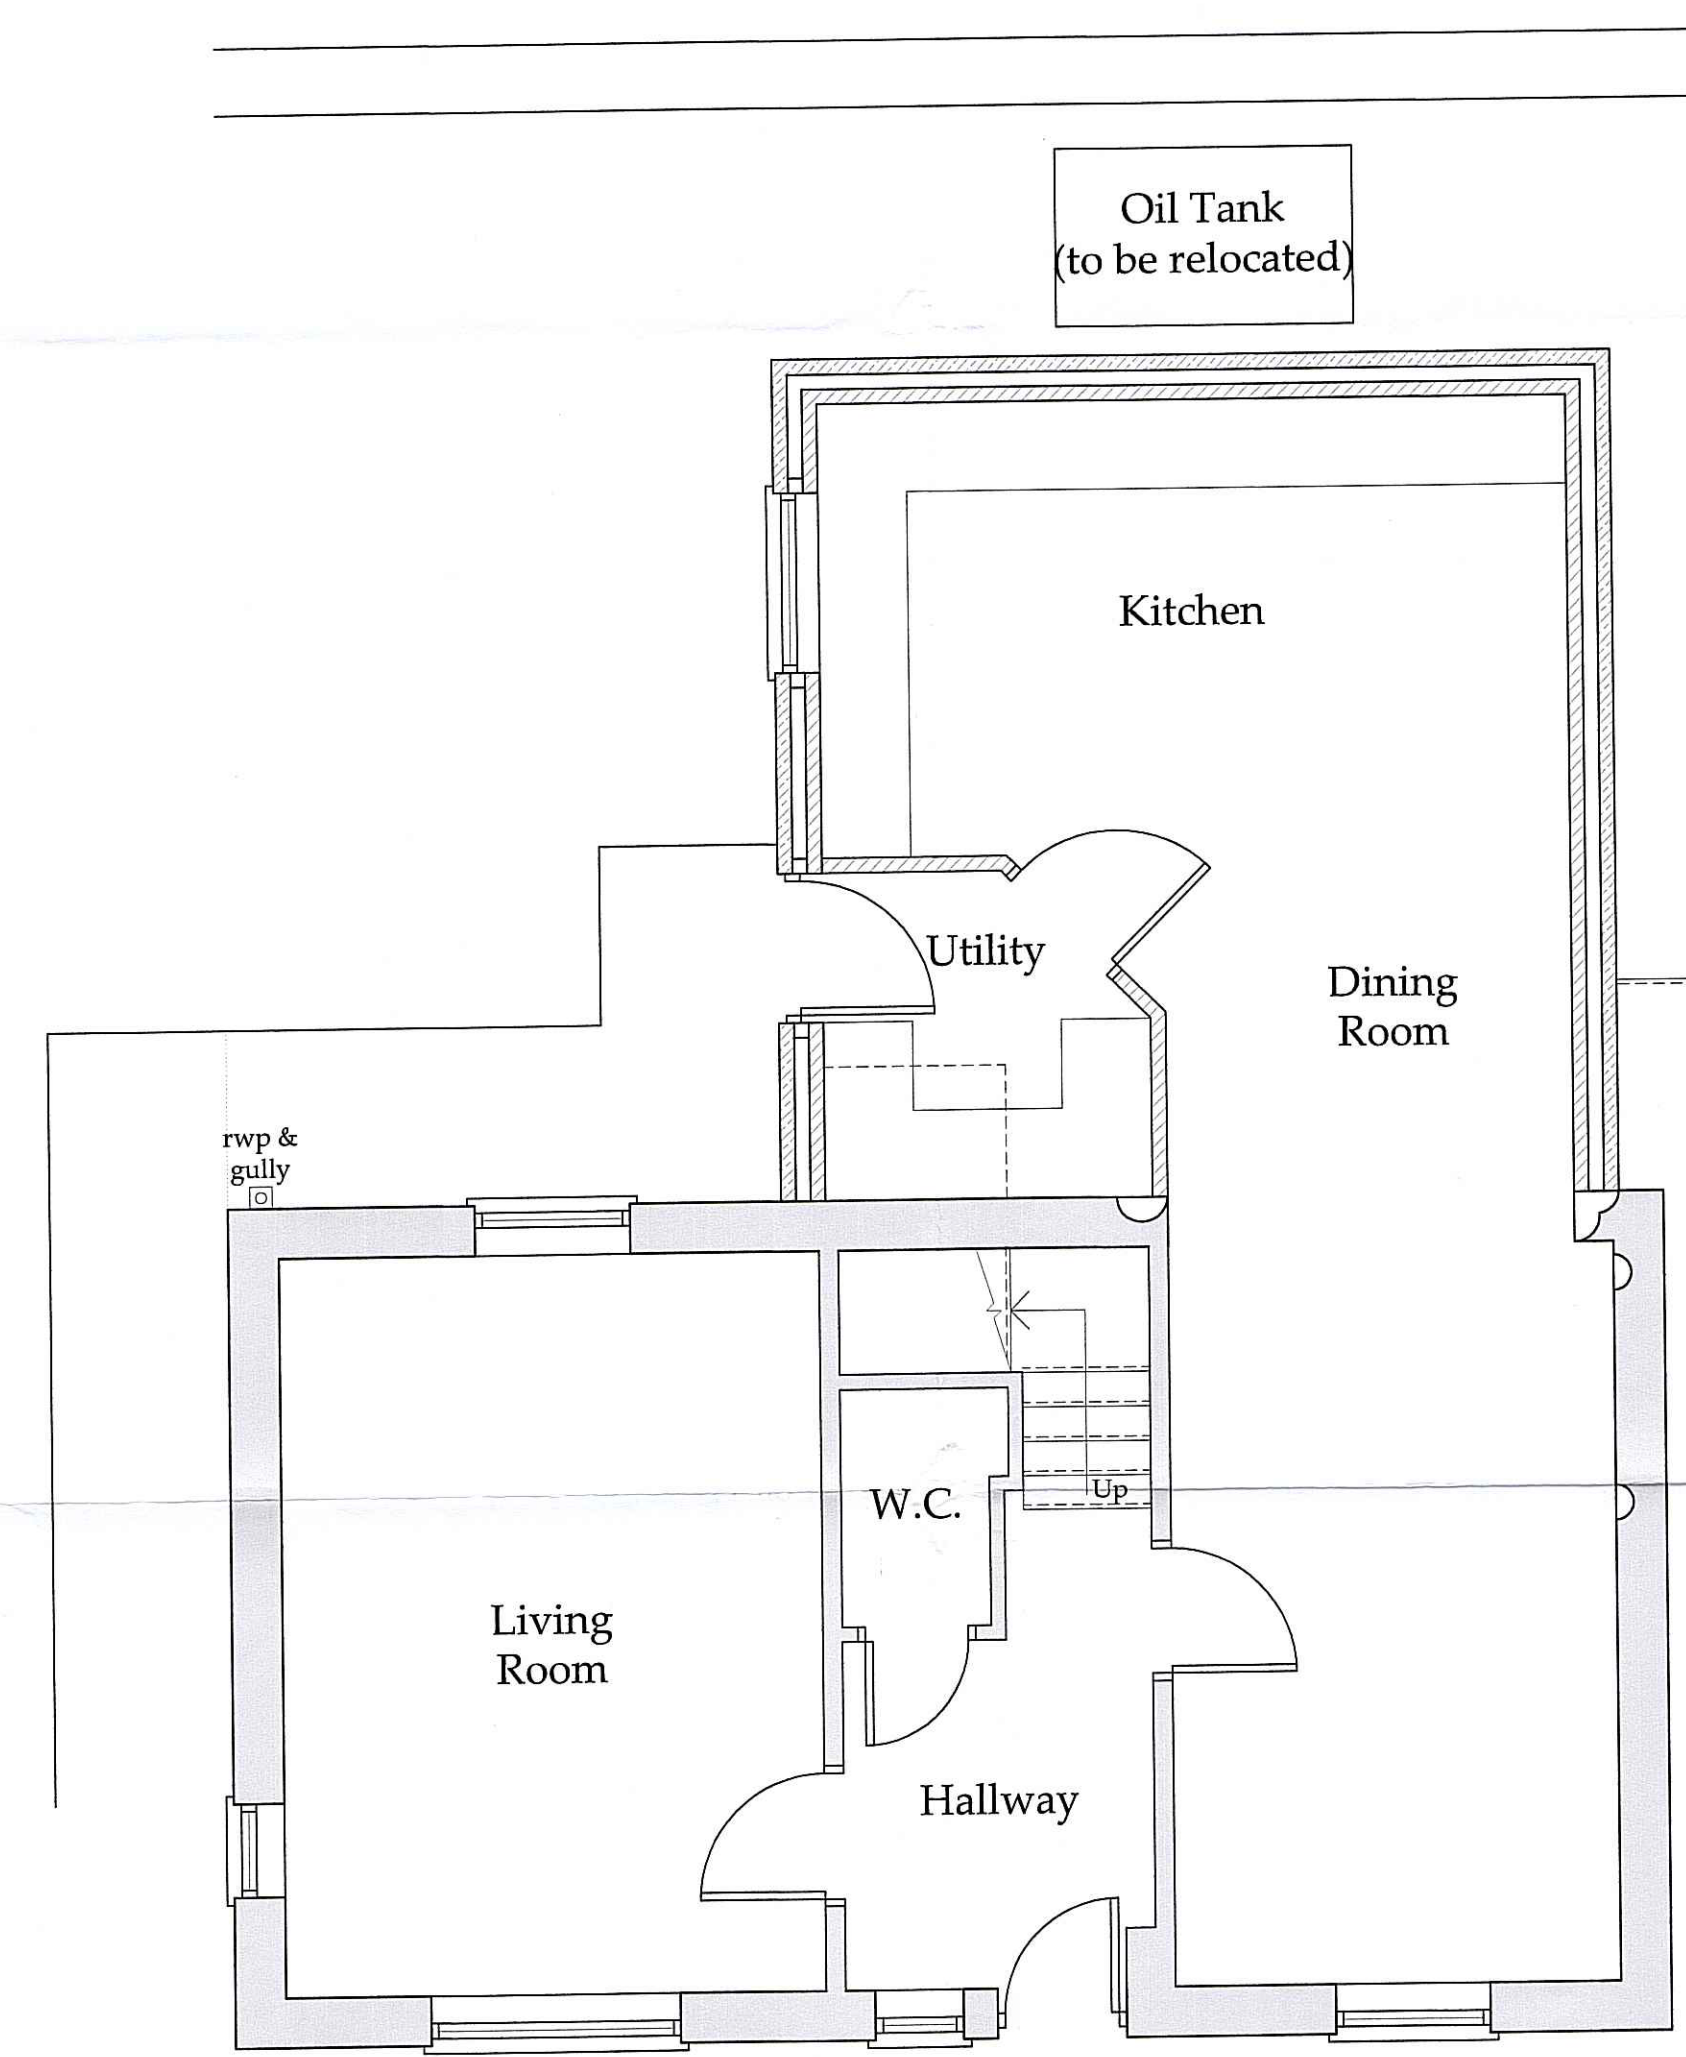 Oil Tank
(to be relocated)
Kitchen
Utility
Dining
Room
rwp &
gully
W.C.
Up
Living
Room
Hallway